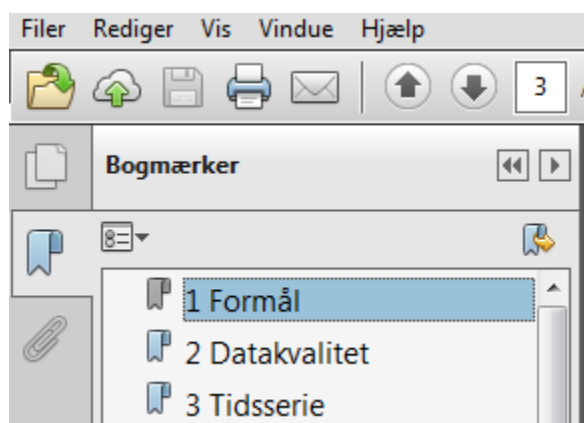 Filer Rediger Vis Vindue Hjælp
3
Bogmærker
1 Formål
2 Datakvalitet
3 Tidsserie